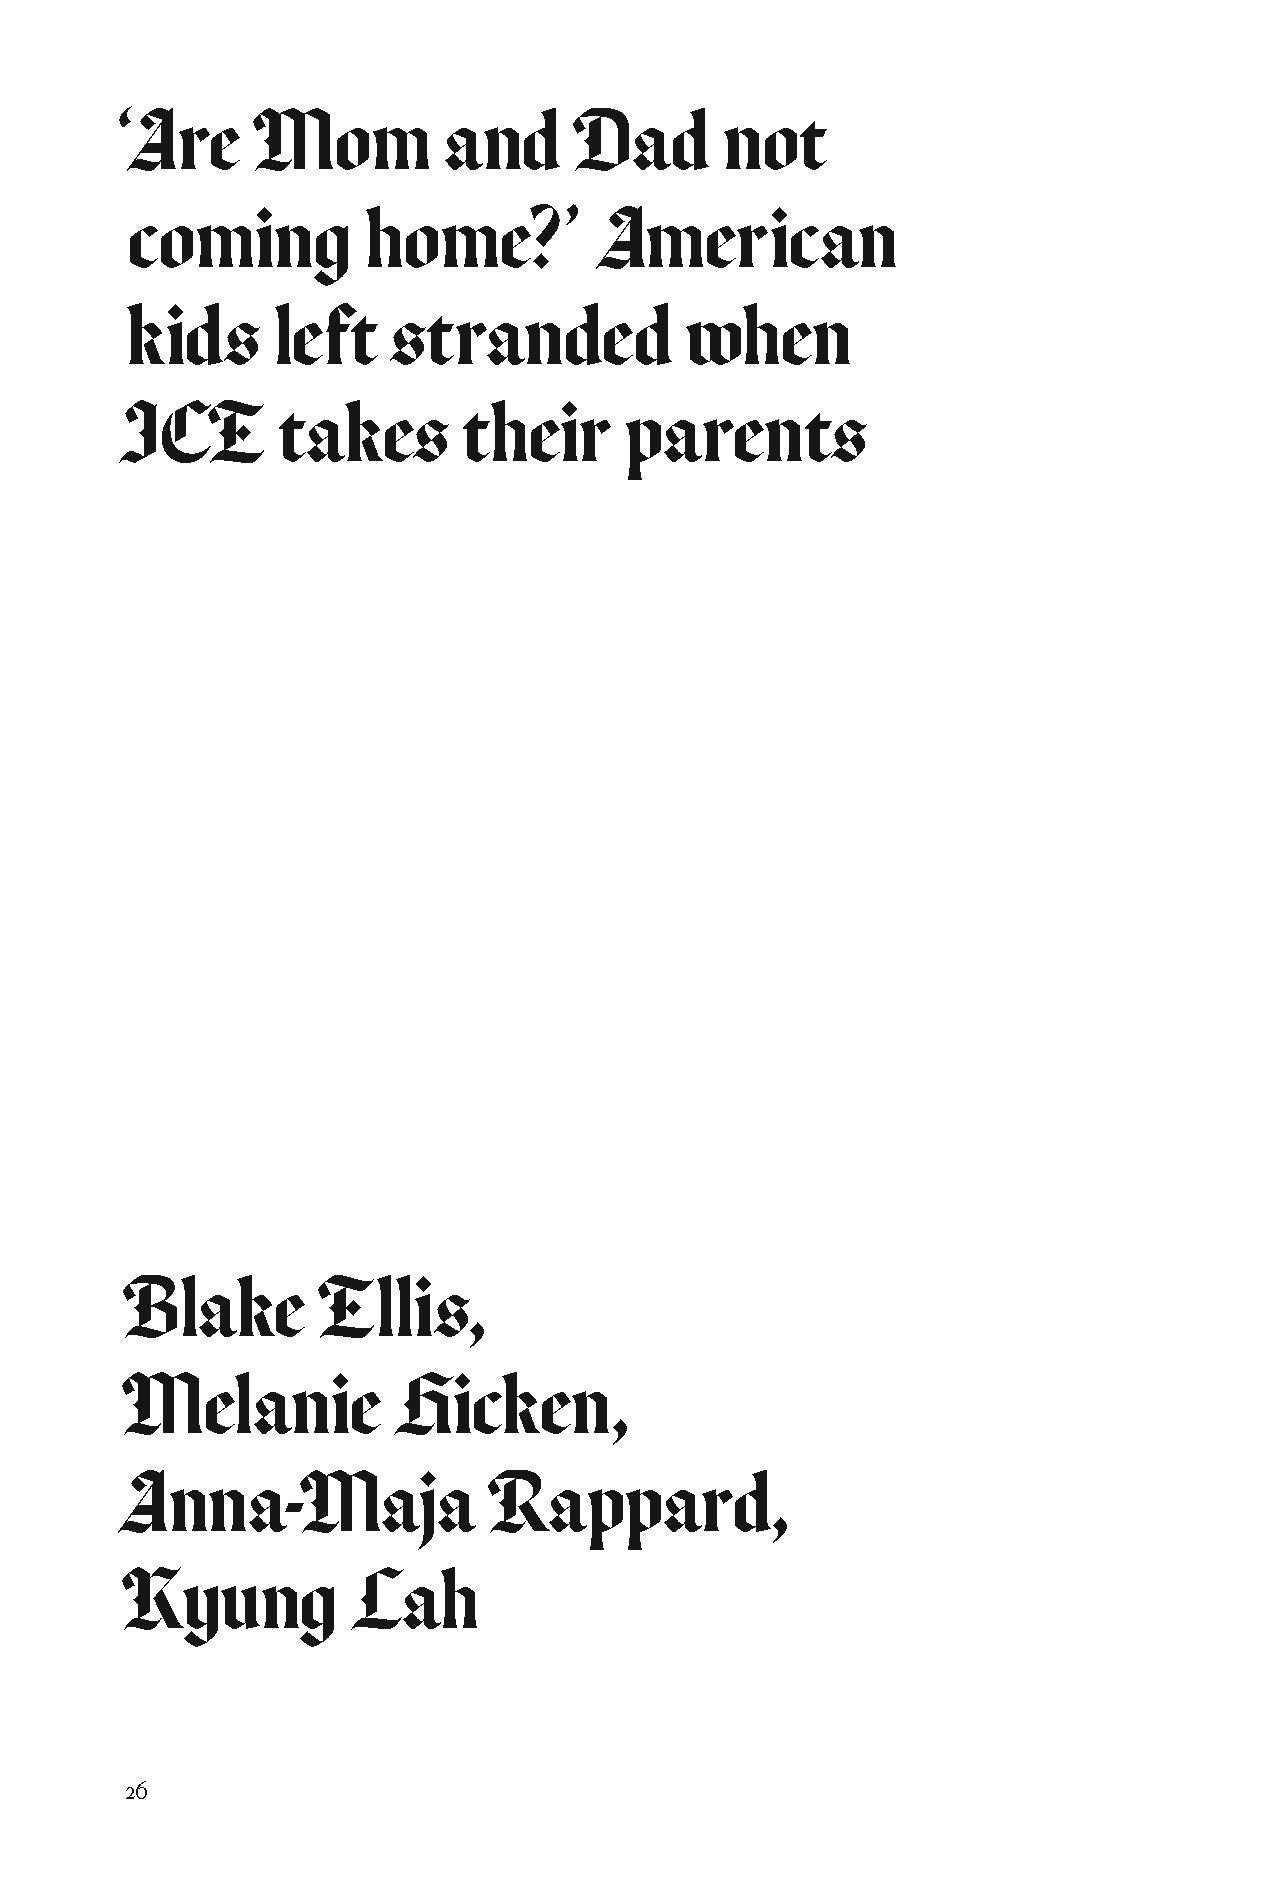 ‘Are Mom and Dad not
coming home?’ American
kids left stranded when
ICE takes their parents
Blake Ellis,
Melanie Hicken,
Anna-Maja Rappard,
Kyung Lah
26